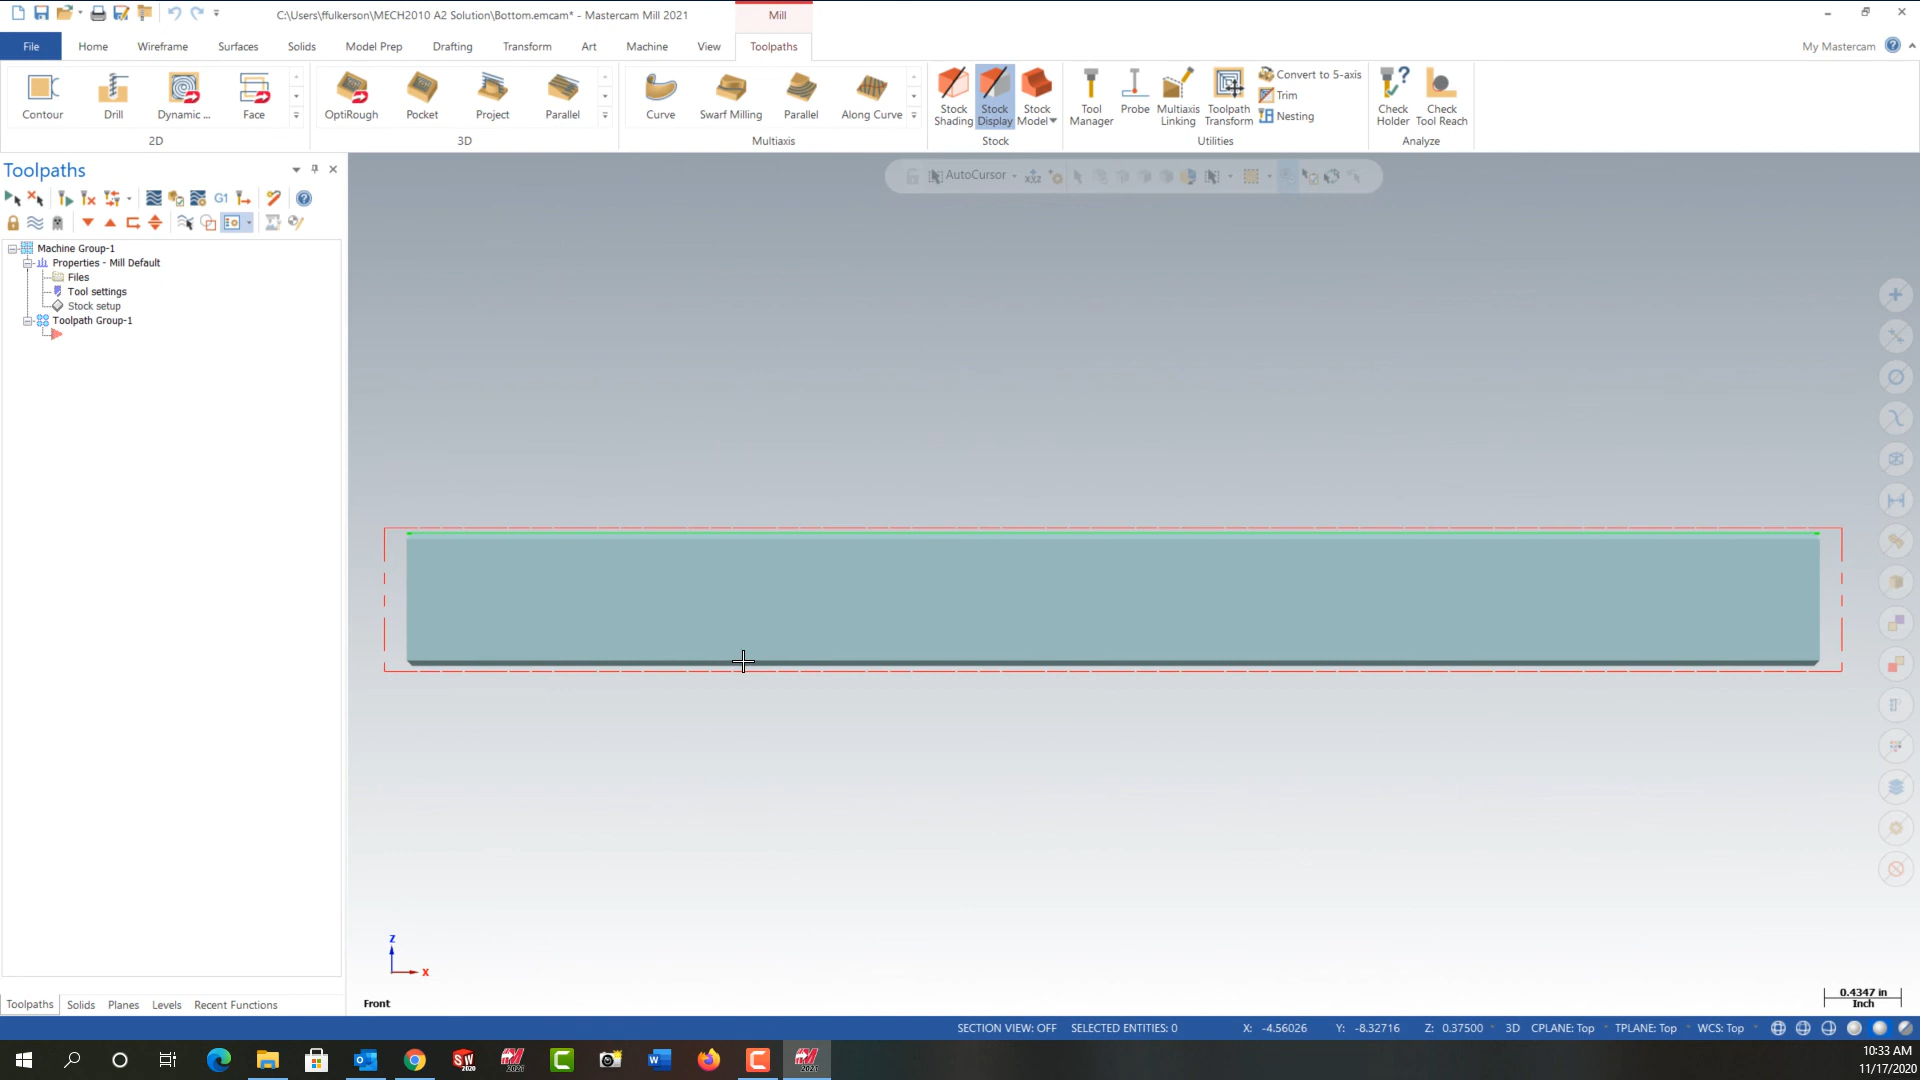 C:\Users\ffulkerson\MECH2010 A2 Solution\Bottom.emcam* - Mastercam Mill 2021
Mill
File
Home
Wireframe
Surfaces
Solids
Model Prep
Drafting
Transform
Art
Machine
View
Toolpaths
My Mastercam
Contour
Drill
Dynamic ...
Face
OptiRough
Pocket
Project
Parallel
Curve
Swarf Milling
Parallel
Along Curve
Stock Shading
Stock Display
Stock Model
Tool Manager
Probe
Multiaxis Linking
Toolpath Transform
Convert to 5-axis
Trim
Nesting
Check Holder
Check Tool Reach
2D
3D
Multiaxis
Stock
Utilities
Analyze
Toolpaths
AutoCursor
G1
Machine Group-1
Properties - Mill Default
Files
Tool settings
Stock setup
Toolpath Group-1
Z
X
Toolpaths
Solids
Planes
Levels
Recent Functions
Front
0.4347 in
Inch
SECTION VIEW: OFF
SELECTED ENTITIES: 0
X: -4.56026
Y: -8.32716
Z: 0.37500
3D
CPLANE: Top
TPLANE: Top
WCS: Top
10:33 AM
11/17/2020